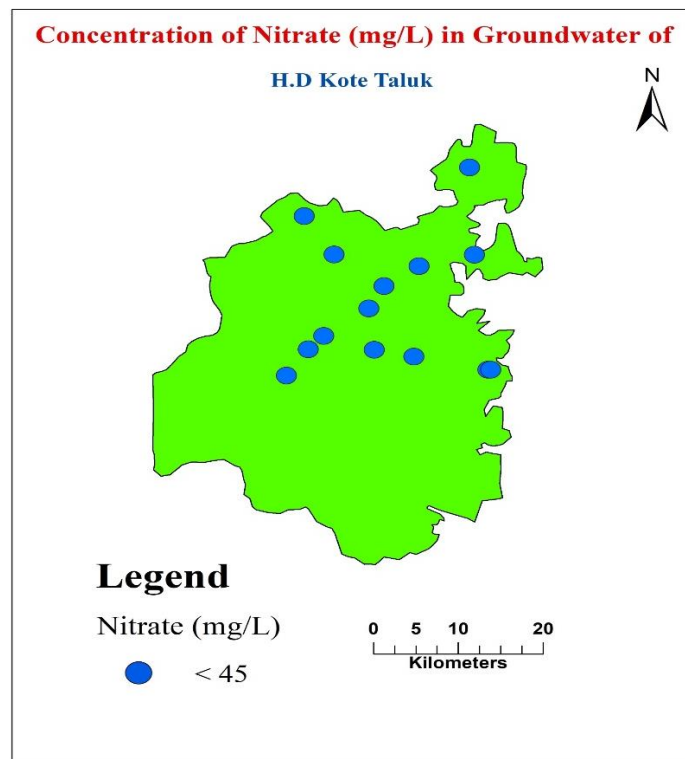 Concentration of Nitrate (mg/L) in Groundwater of
H.D Kote Taluk
N
Legend
Nitrate (mg/L)
< 45
0 5 10 20
Kilometers